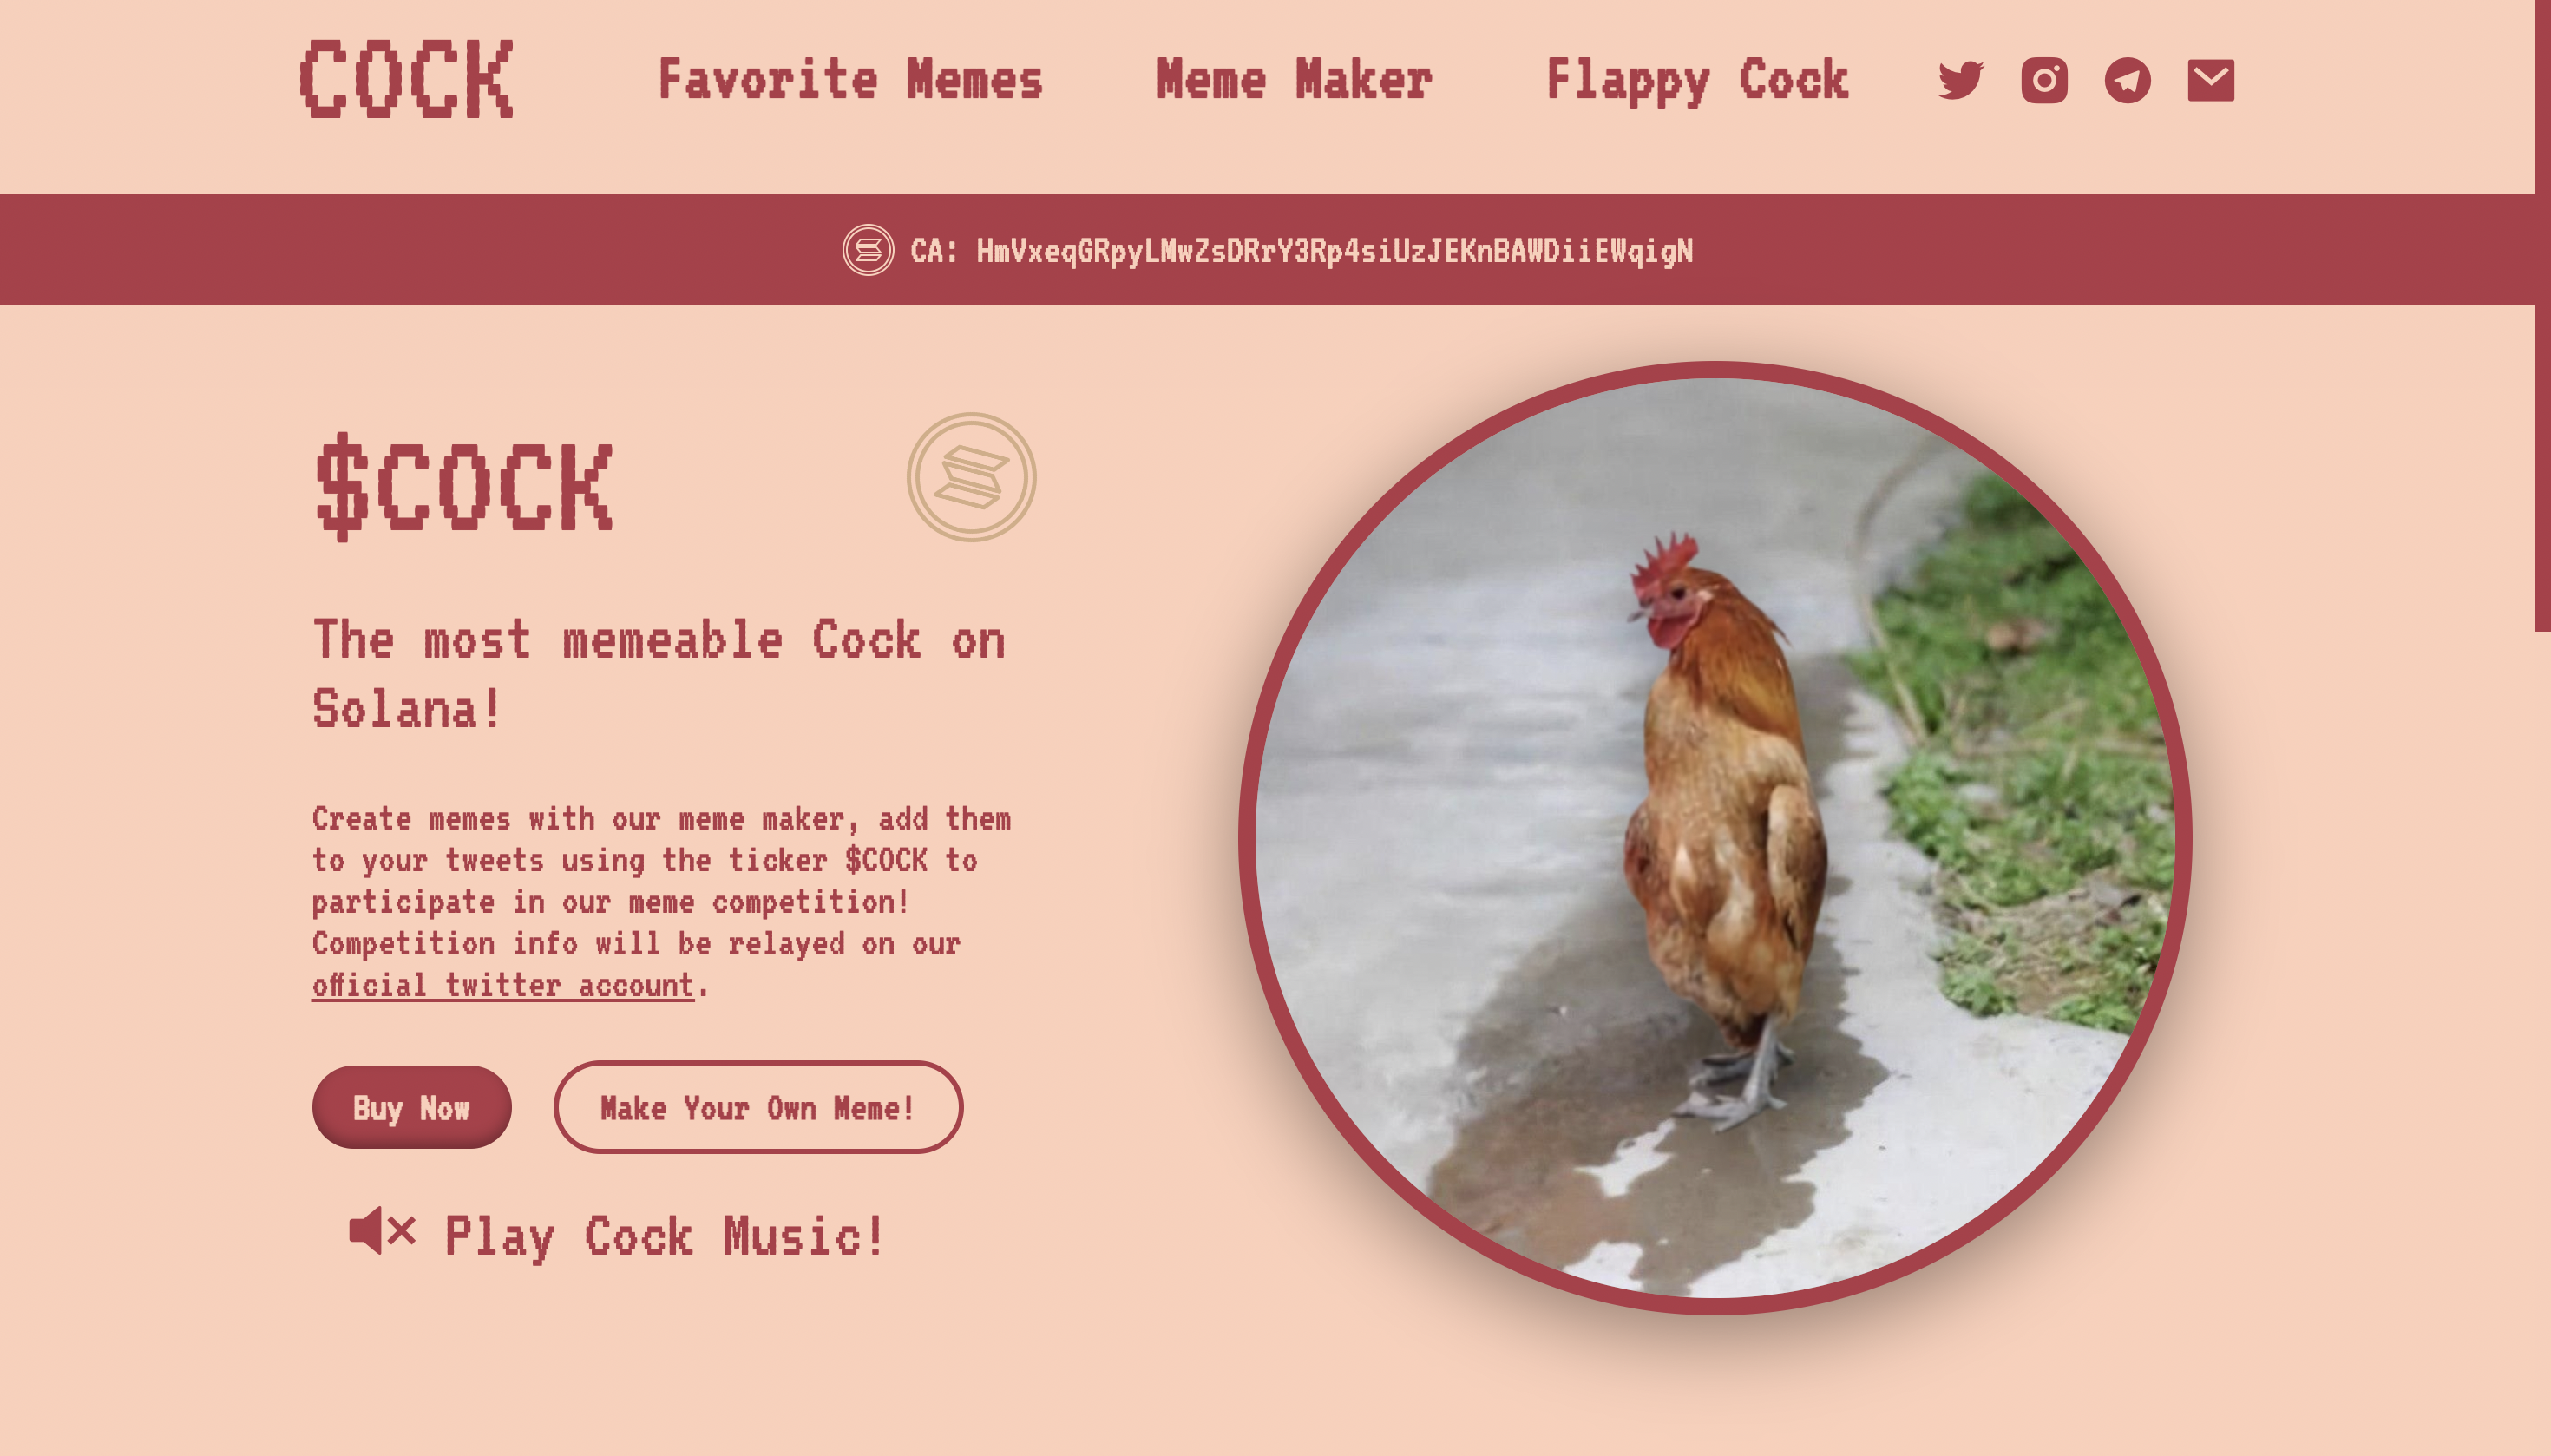 COCK
Favorite Memes
Meme Maker
Flappy Cock
CA: HmVxeqGRpyLMwZsDRrY3Rp4siUzJEKnBAWDiiEWqigN
$COCK
The most memeable Cock on
Solana!
Create memes with our meme maker, add them
to your tweets using the ticker $COCK to
participate in our meme competition!
Competition info will be relayed on our
official twitter account.
Buy Now
Make Your Own Meme!
Play Cock Music!